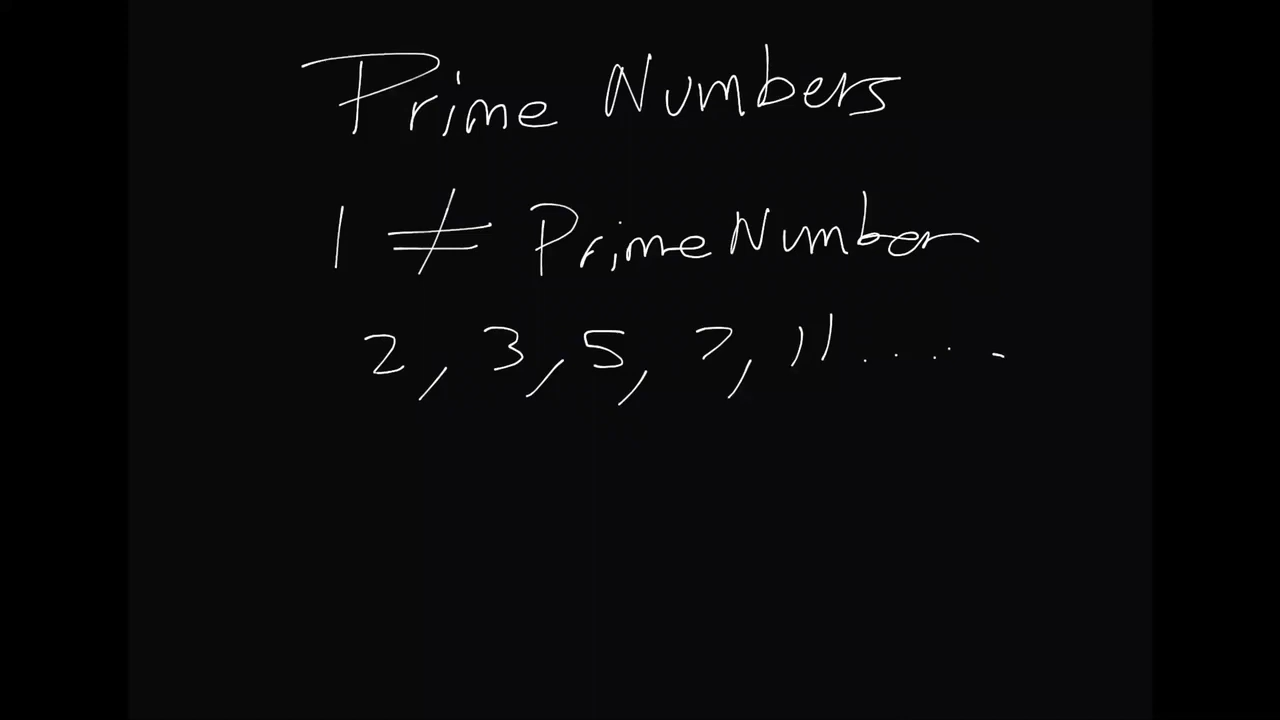 Prime Numbers
1 ≠ Prime Number
2, 3, 5, 7, 11.....